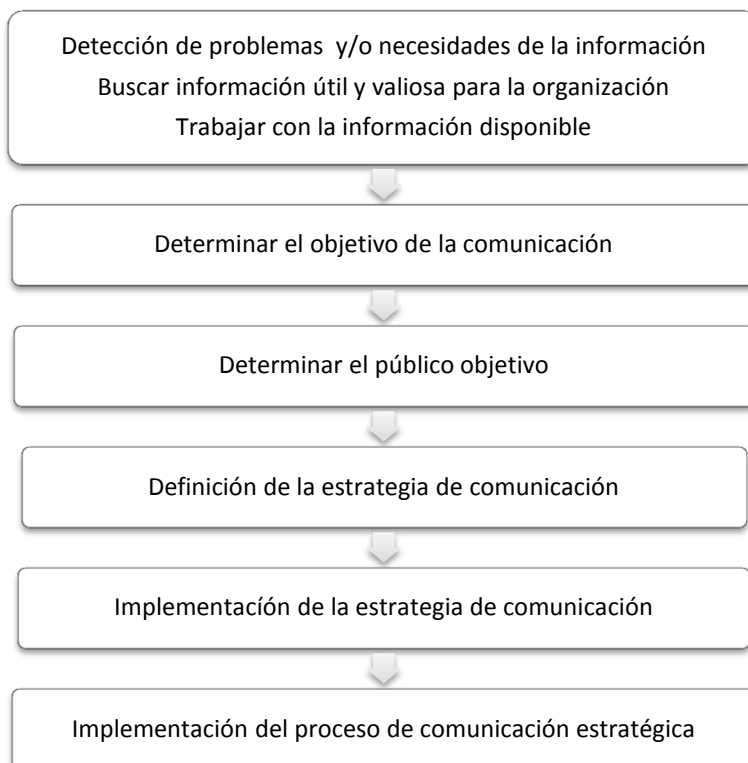 Detección de problemas y/o necesidades de la información
Buscar información útil y valiosa para la organización
Trabajar con la información disponible
Determinar el objetivo de la comunicación
Determinar el público objetivo
Definición de la estrategia de comunicación
Implementacíón de la estrategia de comunicación
Implementación del proceso de comunicación estratégica